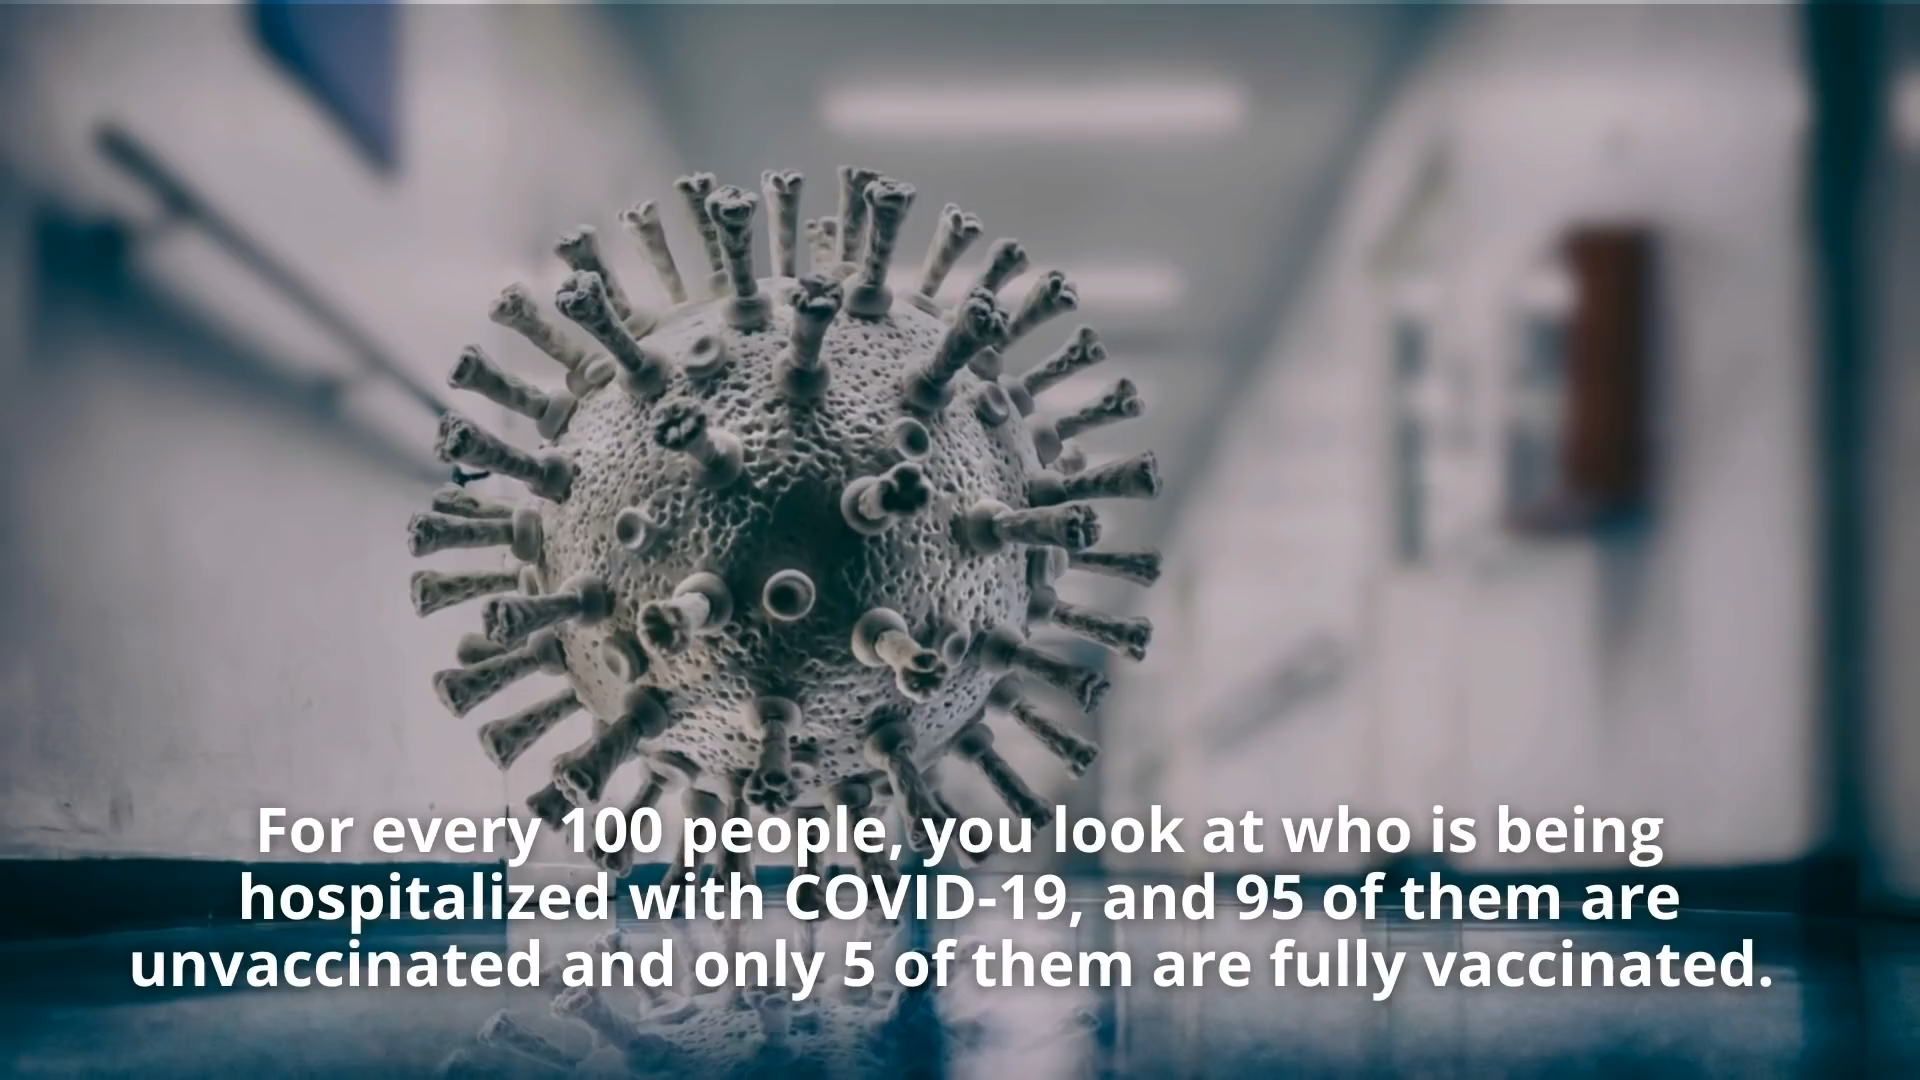 For every 100 people, you look at who is being
hospitalized with COVID-19, and 95 of them are
unvaccinated and only 5 of them are fully vaccinated.